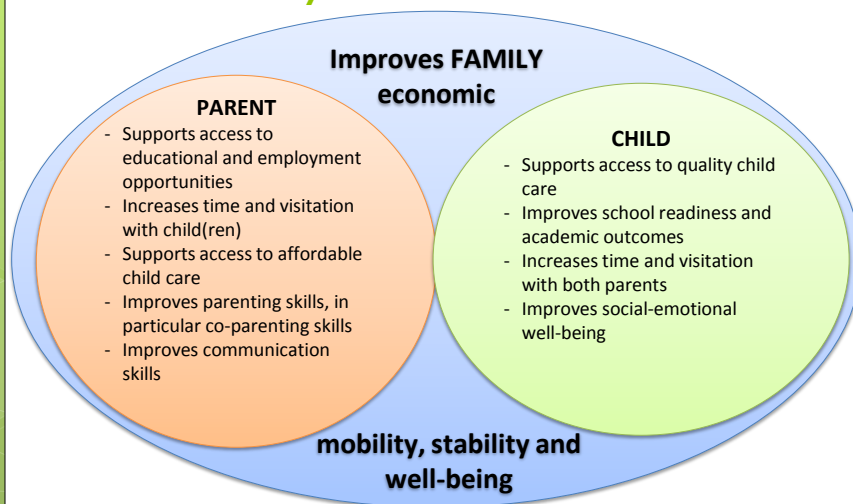 Improves FAMILY
economic
PARENT
- Supports access to
educational and employment
opportunities
- Increases time and visitation
with child(ren)
- Supports access to affordable
child care
- Improves parenting skills, in
particular co-parenting skills
- Improves communication
skills
CHILD
- Supports access to quality child
care
- Improves school readiness and
academic outcomes
- Increases time and visitation
with both parents
- Improves social-emotional
well-being
mobility, stability and
well-being